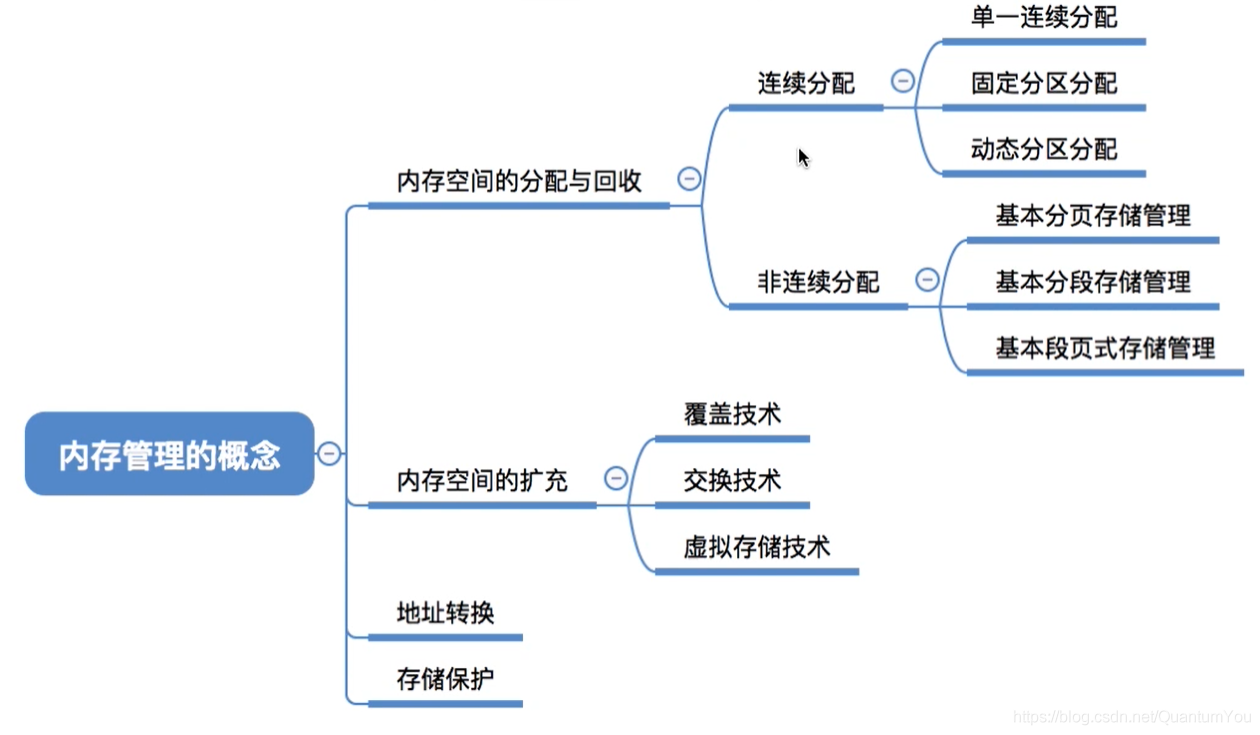 内存管理的概念
内存空间的分配与回收
连续分配
单一连续分配
固定分区分配
动态分区分配
非连续分配
基本分页存储管理
基本分段存储管理
基本段页式存储管理
内存空间的扩充
覆盖技术
交换技术
虚拟存储技术
地址转换
存储保护
https://blog.csdn.net/QuantumYou